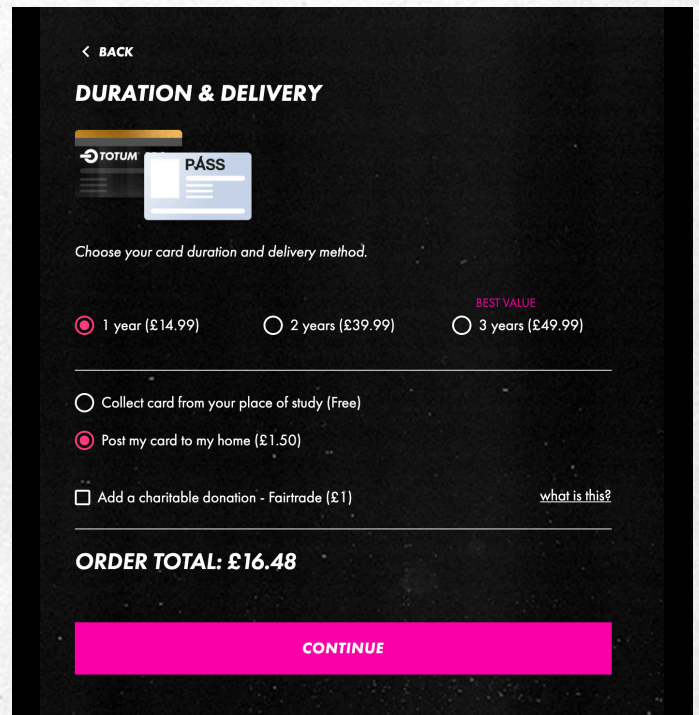 BACK
DURATION & DELIVERY
TOTUM
PASS
Choose your card duration and delivery method.
BEST VALUE
1 year (£14.99) 2 years (£39.99) 3 years (£49.99)
Collect card from your place of study (Free)
Post my card to my home (£1.50)
Add a charitable donation - Fairtrade (£1) what is this?
ORDER TOTAL: £16.48
CONTINUE